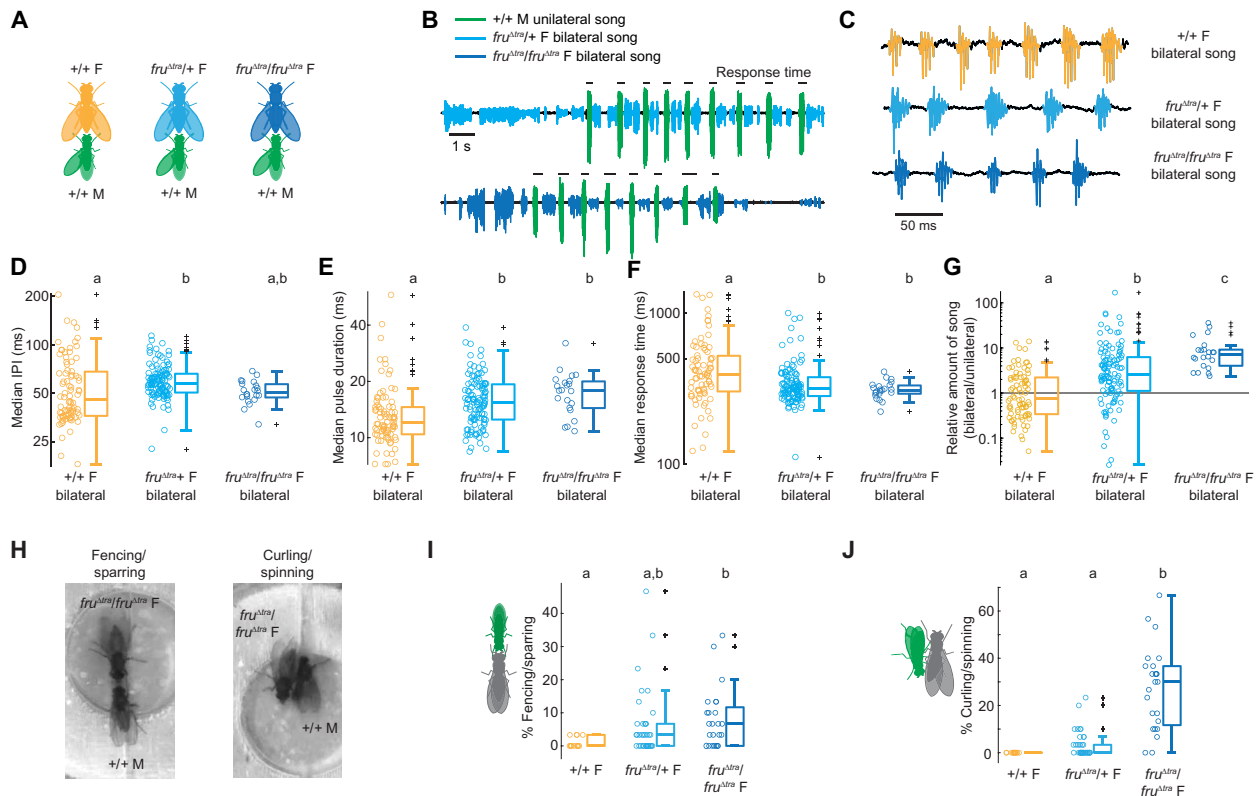 A
+/+ F
fruΔtra/+ F
fruΔtra/fruΔtra F
+/+ M
+/+ M
+/+ M
B
+/+ M unilateral song
fruΔtra/+ F bilateral song
fruΔtra/fruΔtra F bilateral song
Response time
1 s
C
+/+ F
bilateral song
fruΔtra/+ F
bilateral song
fruΔtra/fruΔtra F
bilateral song
50 ms
D
a
b
a,b
Median IPI (ms)
200
100
50
25
+/+ F
bilateral
fruΔtra+ F
bilateral
fruΔtra/fruΔtra F
bilateral
E
a
b
b
Median pulse duration (ms)
40
20
10
+/+ F
bilateral
fruΔtra/+ F
bilateral
fruΔtra/fruΔtra F
bilateral
F
a
b
b
Median response time (ms)
1000
500
100
+/+ F
bilateral
fruΔtra/+ F
bilateral
fruΔtra/fruΔtra F
bilateral
G
a
b
c
Relative amount of song
(bilateral/unilateral)
100
10
1
0.1
+/+ F
bilateral
fruΔtra/+ F
bilateral
fruΔtra/fruΔtra F
bilateral
H
Fencing/
sparring
fruΔtra/fruΔtra F
+/+ M
Curling/
spinning
fruΔtra/
fruΔtra F
+/+ M
I
a
a,b
b
% Fencing/sparring
40
30
20
10
0
+/+ F
fruΔtra/+ F
fruΔtra/
fruΔtra F
J
a
a
b
% Curling/spinning
60
40
20
0
+/+ F
fruΔtra/+ F
fruΔtra/
fruΔtra F